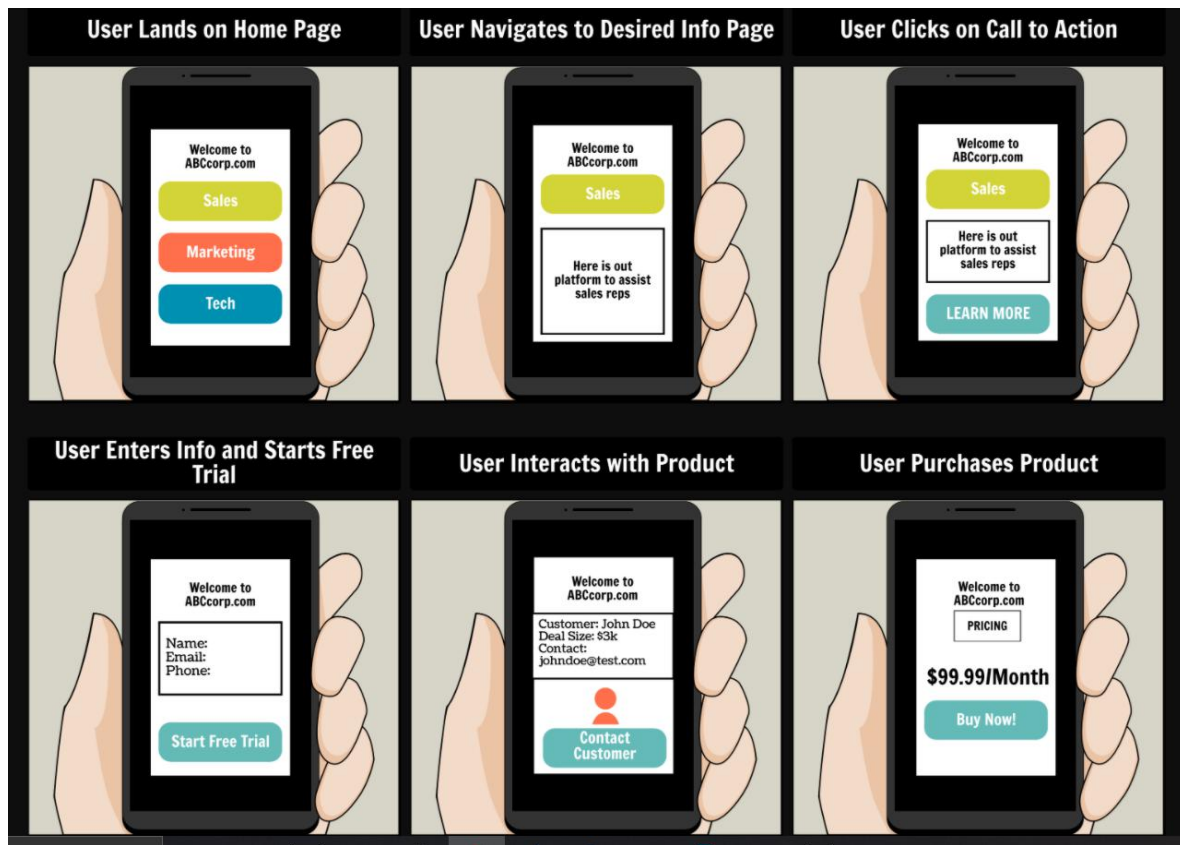 User Lands on Home Page
User Navigates to Desired Info Page
User Clicks on Call to Action
Welcome to
ABCcorp.com
Sales
Marketing
Tech
Welcome to
ABCcorp.com
Sales
Here is out
platform to assist
sales reps
Welcome to
ABCcorp.com
Sales
Here is out
platform to assist
sales reps
LEARN MORE
User Enters Info and Starts Free
Trial
User Interacts with Product
User Purchases Product
Welcome to
ABCcorp.com
Name:
Email:
Phone:
Start Free Trial
Welcome to
ABCcorp.com
Customer: John Doe
Deal Size: $3k
Contact:
johndoe@test.com
Contact
Customer
Welcome to
ABCcorp.com
PRICING
$99.99/Month
Buy Now!